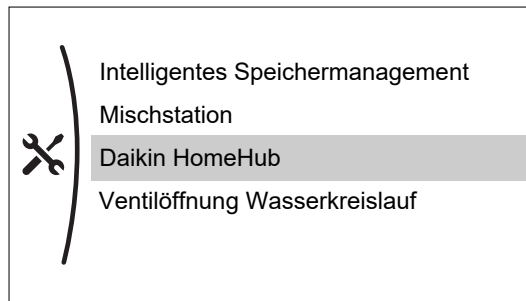 Intelligentes Speichermanagement
Mischstation
Daikin HomeHub
Ventilöffnung Wasserkreislauf